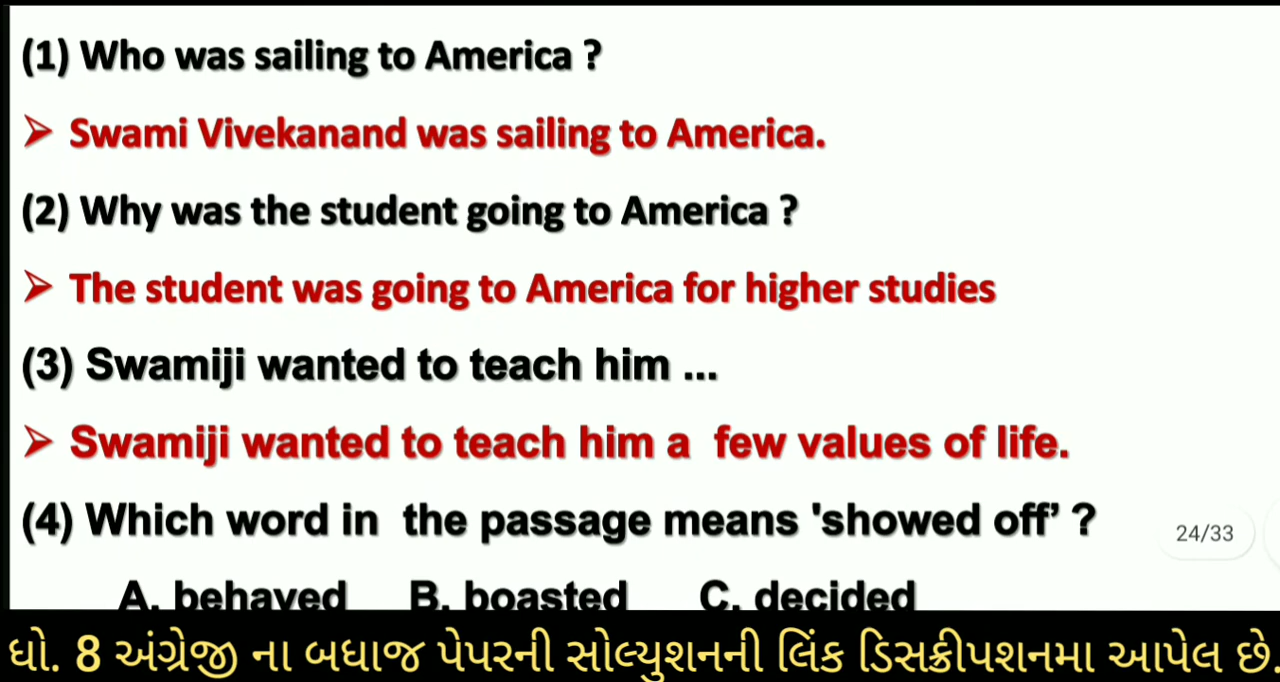 (1) Who was sailing to America ?
➢ Swami Vivekanand was sailing to America.
(2) Why was the student going to America ?
➢ The student was going to America for higher studies
(3) Swamiji wanted to teach him ...
➢ Swamiji wanted to teach him a few values of life.
(4) Which word in the passage means 'showed off’ ?
24/33
A. behaved B. boasted C. decided
ધો. 8 અંગ્રેજી ના બધાજ પેપરની સોલ્યુશનની લિંક ડિસક્રીપશનમા આપેલ છે.